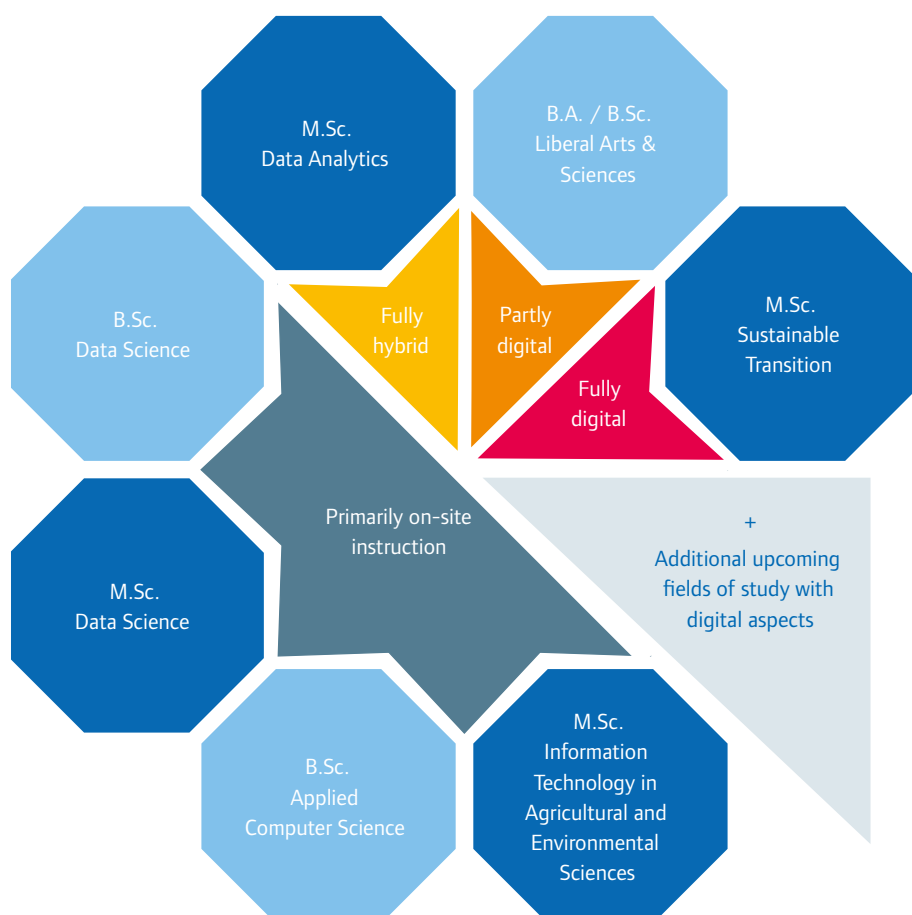 M.Sc.
Data Analytics
B.A. / B.Sc.
Liberal Arts &
Sciences
B.Sc.
Data Science
Fully
hybrid
Partly
digital
Fully
digital
M.Sc.
Sustainable
Transition
Primarily on-site
instruction
+
Additional upcoming
fields of study with
digital aspects
M.Sc.
Data Science
B.Sc.
Applied
Computer Science
M.Sc.
Information
Technology in
Agricultural and
Environmental
Sciences